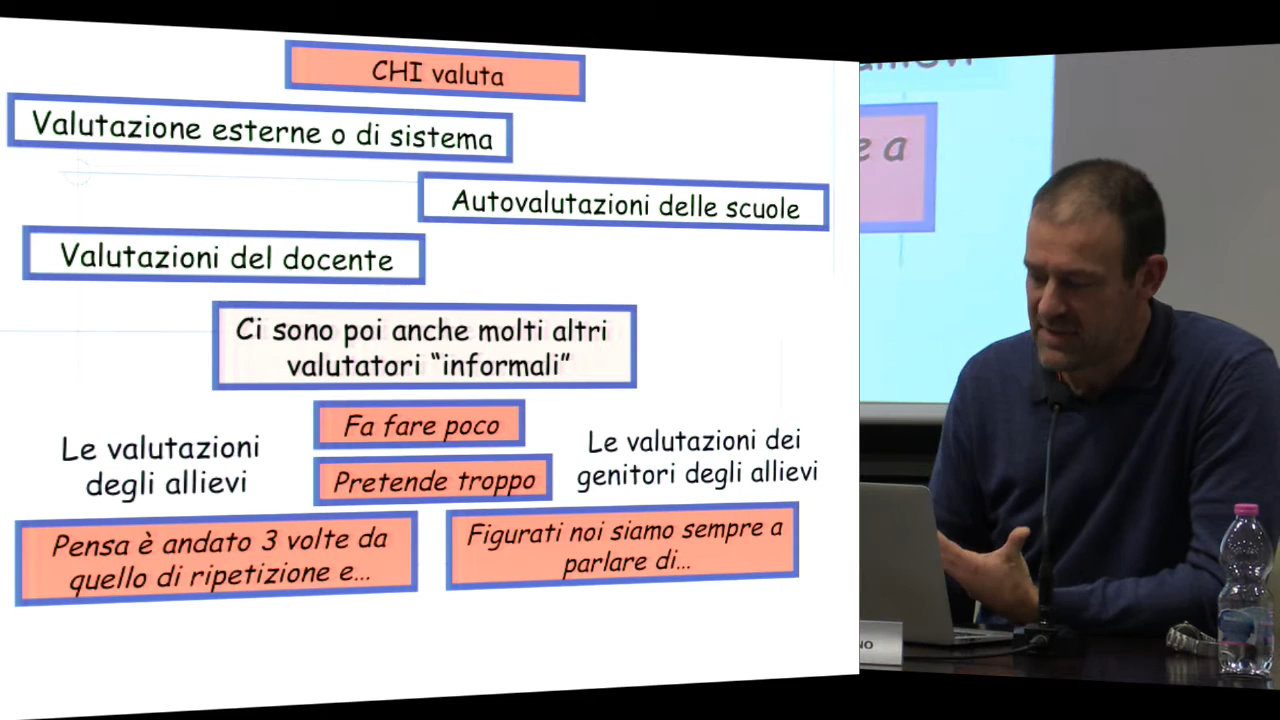 CHI valuta
Valutazione esterne o di sistema
Autovalutazioni delle scuole
Valutazioni del docente
Ci sono poi anche molti altri
valutatori “informali”
Fa fare poco
Le valutazioni
degli allievi
Pretende troppo
Le valutazioni dei
genitori degli allievi
Pensa è andato 3 volte da
quello di ripetizione e...
Figurati noi siamo sempre a
parlare di...
e a
NO